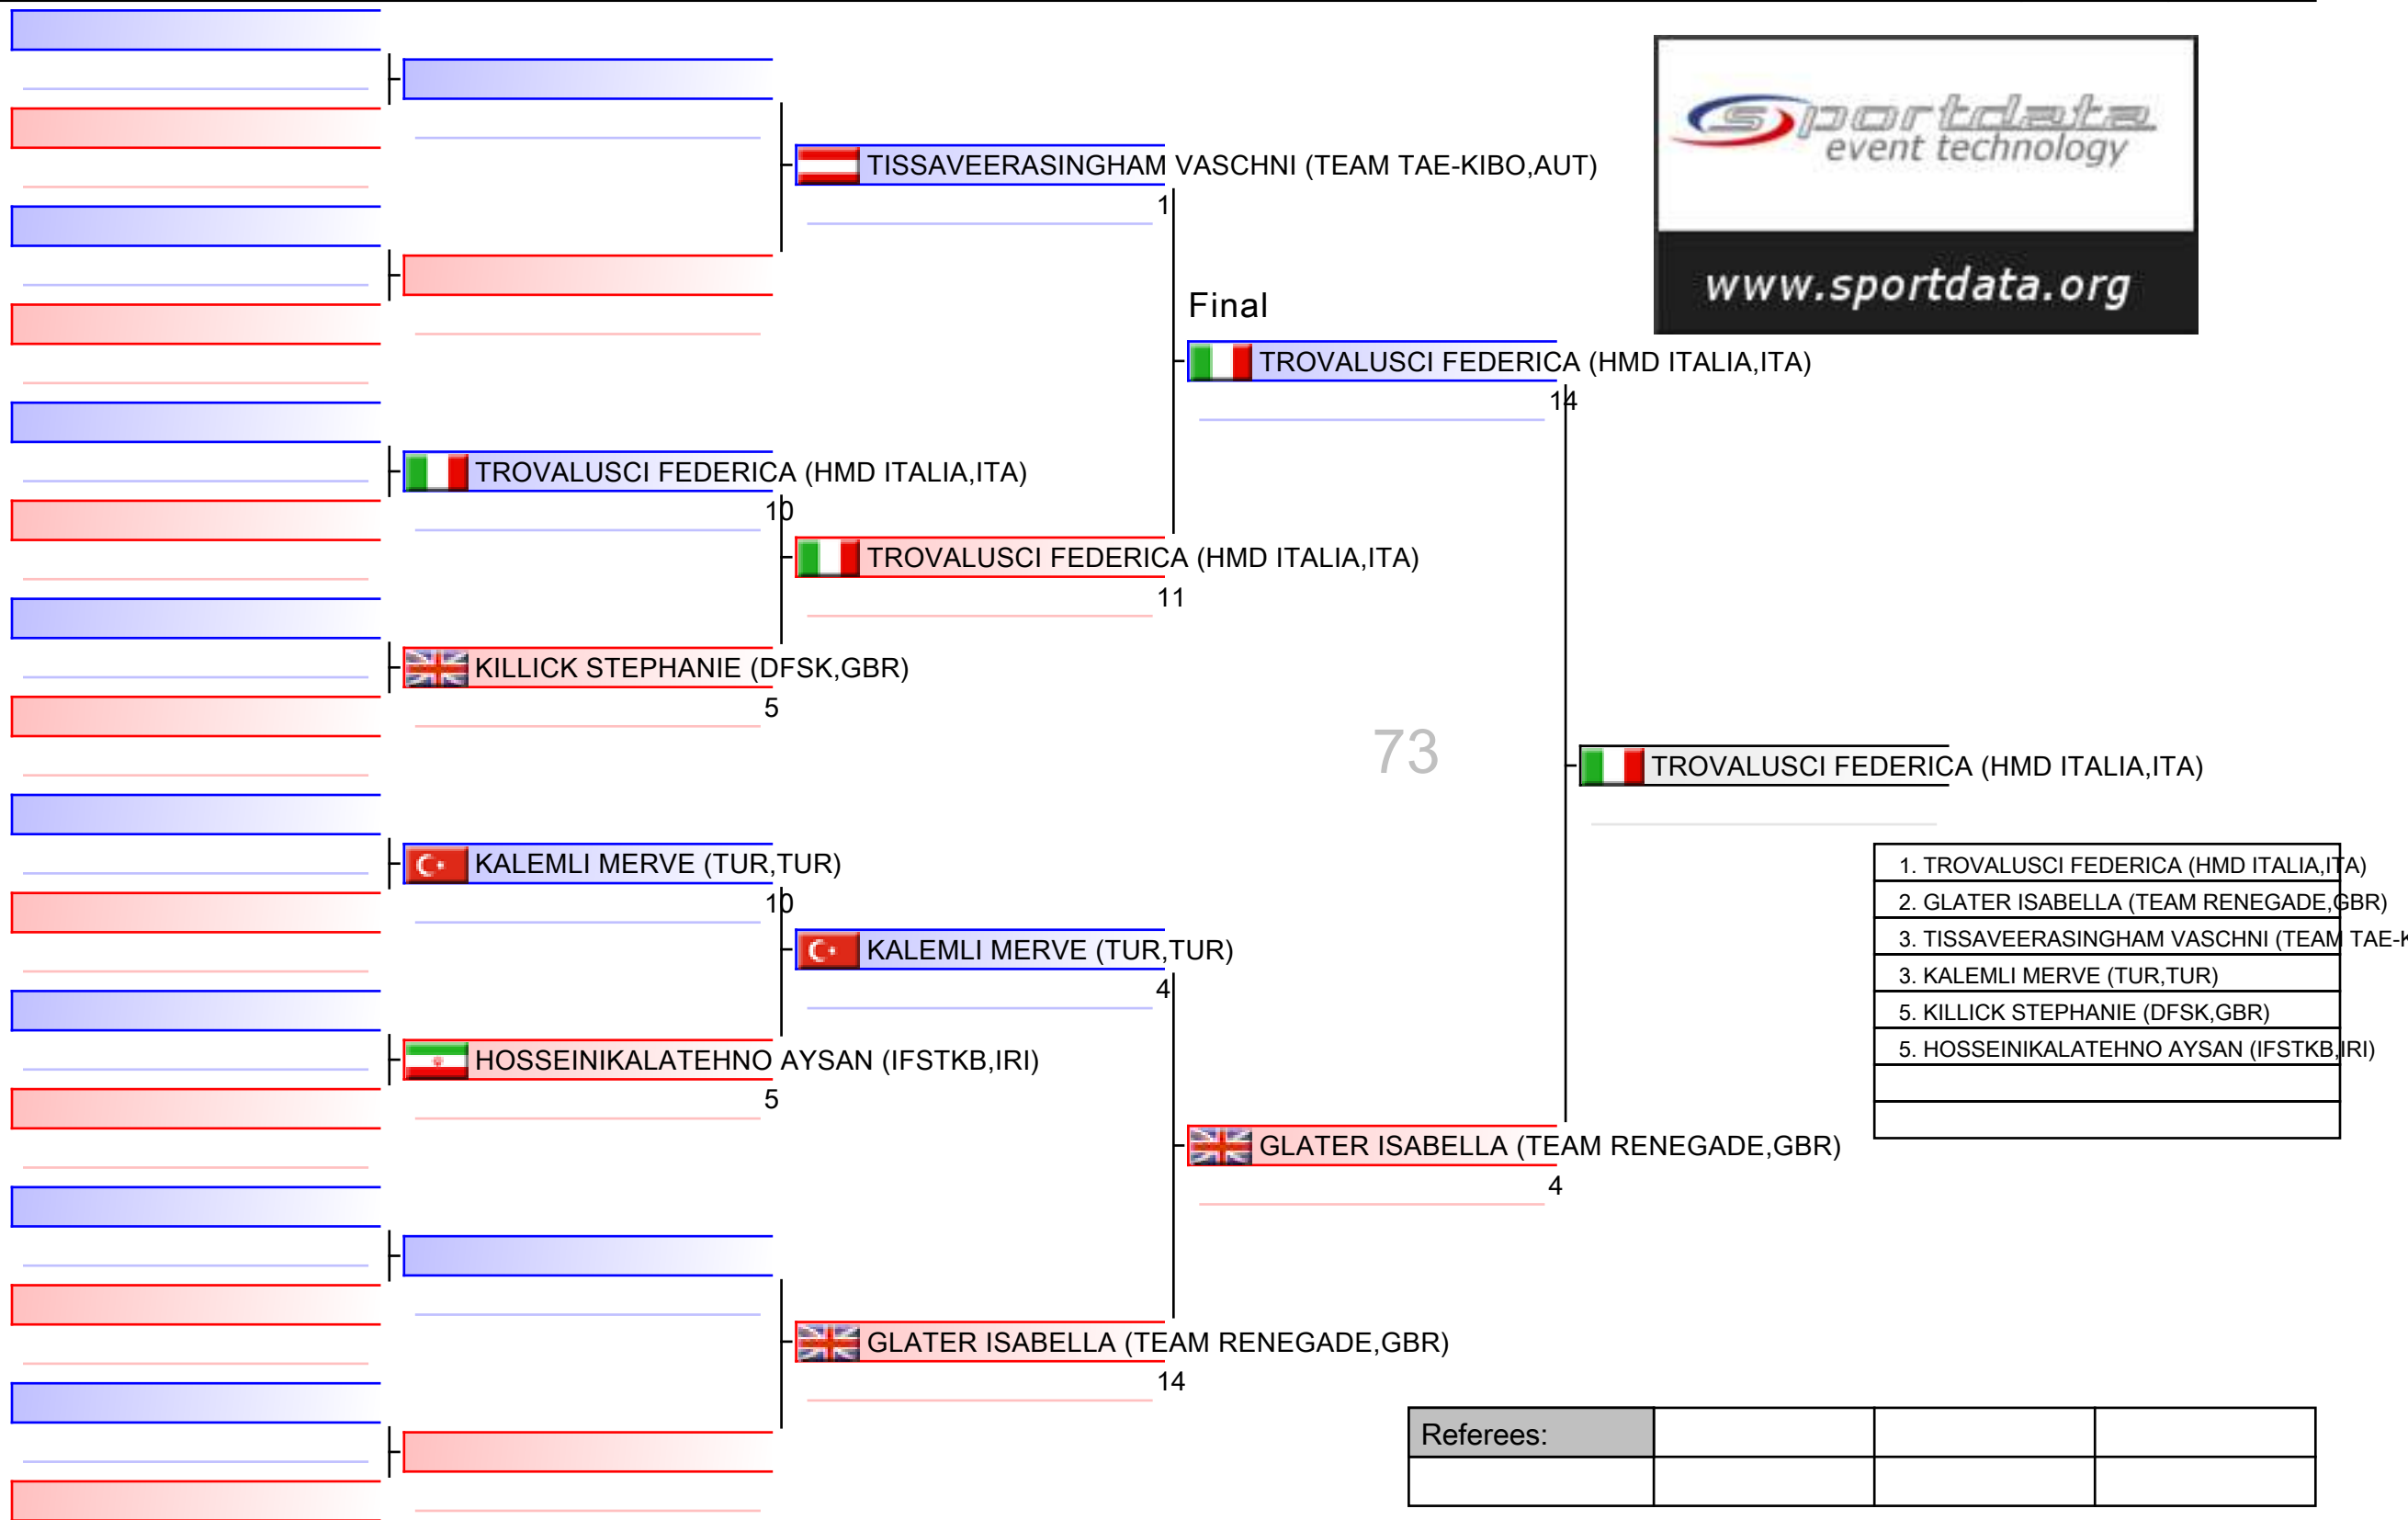 sportdata
event technology
www.sportdata.org
TISSAVEERASINGHAM VASCHNI (TEAM TAE-KIBO,AUT)
1
Final
TROVALUSCI FEDERICA (HMD ITALIA,ITA)
14
TROVALUSCI FEDERICA (HMD ITALIA,ITA)
10
TROVALUSCI FEDERICA (HMD ITALIA,ITA)
11
KILLICK STEPHANIE (DFSK,GBR)
5
73
TROVALUSCI FEDERICA (HMD ITALIA,ITA)
KALEMLI MERVE (TUR,TUR)
10
KALEMLI MERVE (TUR,TUR)
4
HOSSEINIKALATEHNO AYSAN (IFSTKB,IRI)
5
1. TROVALUSCI FEDERICA (HMD ITALIA,ITA)
2. GLATER ISABELLA (TEAM RENEGADE,GBR)
3. TISSAVEERASINGHAM VASCHNI (TEAM TAE-K
3. KALEMLI MERVE (TUR,TUR)
5. KILLICK STEPHANIE (DFSK,GBR)
5. HOSSEINIKALATEHNO AYSAN (IFSTKB,IRI)
GLATER ISABELLA (TEAM RENEGADE,GBR)
4
GLATER ISABELLA (TEAM RENEGADE,GBR)
14
Referees: